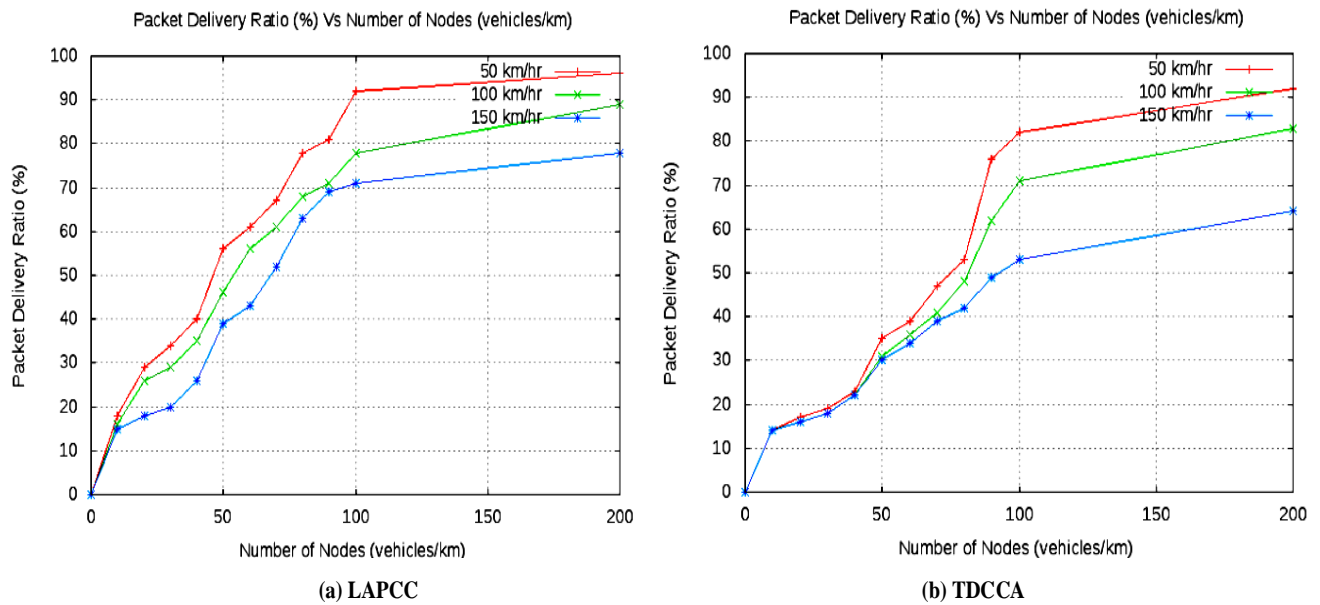 Packet Delivery Ratio (%) Vs Number of Nodes (vehicles/km)
100
90
80
70
60
50
40
30
20
10
0
Packet Delivery Ratio (%)
50 km/hr
100 km/hr
150 km/hr
0
50
100
150
200
Number of Nodes (vehicles/km)
(a) LAPCC
Packet Delivery Ratio (%) Vs Number of Nodes (vehicles/km)
100
90
80
70
60
50
40
30
20
10
0
Packet Delivery Ratio (%)
50 km/hr
100 km/hr
150 km/hr
0
50
100
150
200
Number of Nodes (vehicles/km)
(b) TDCCA